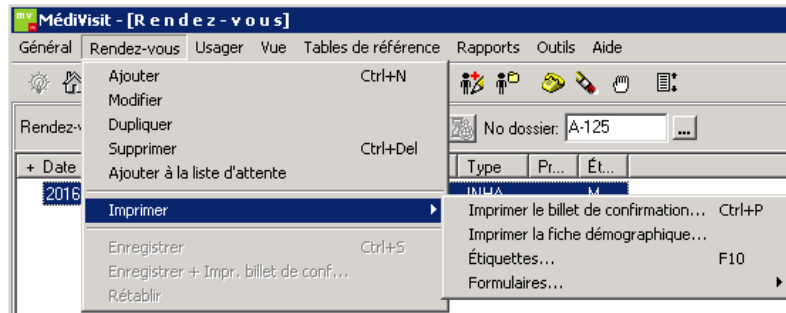 MédiVisit - [R e n d e z - v o u s]
Général Rendez-vous Usager Vue Tables de référence Rapports Outils Aide
Ajouter Ctrl+N
Modifier
Dupliquer
Rendez-v No dossier: A-125 ...
Supprimer Ctrl+Del
Ajouter à la liste d'attente
+ Date Type Pr... Ét...
2016 INHA M
Imprimer
Imprimer le billet de confirmation... Ctrl+P
Imprimer la fiche démographique...
Étiquettes... F10
Formulaires...
Enregistrer Ctrl+S
Enregistrer + Impr. billet de conf...
Rétablir